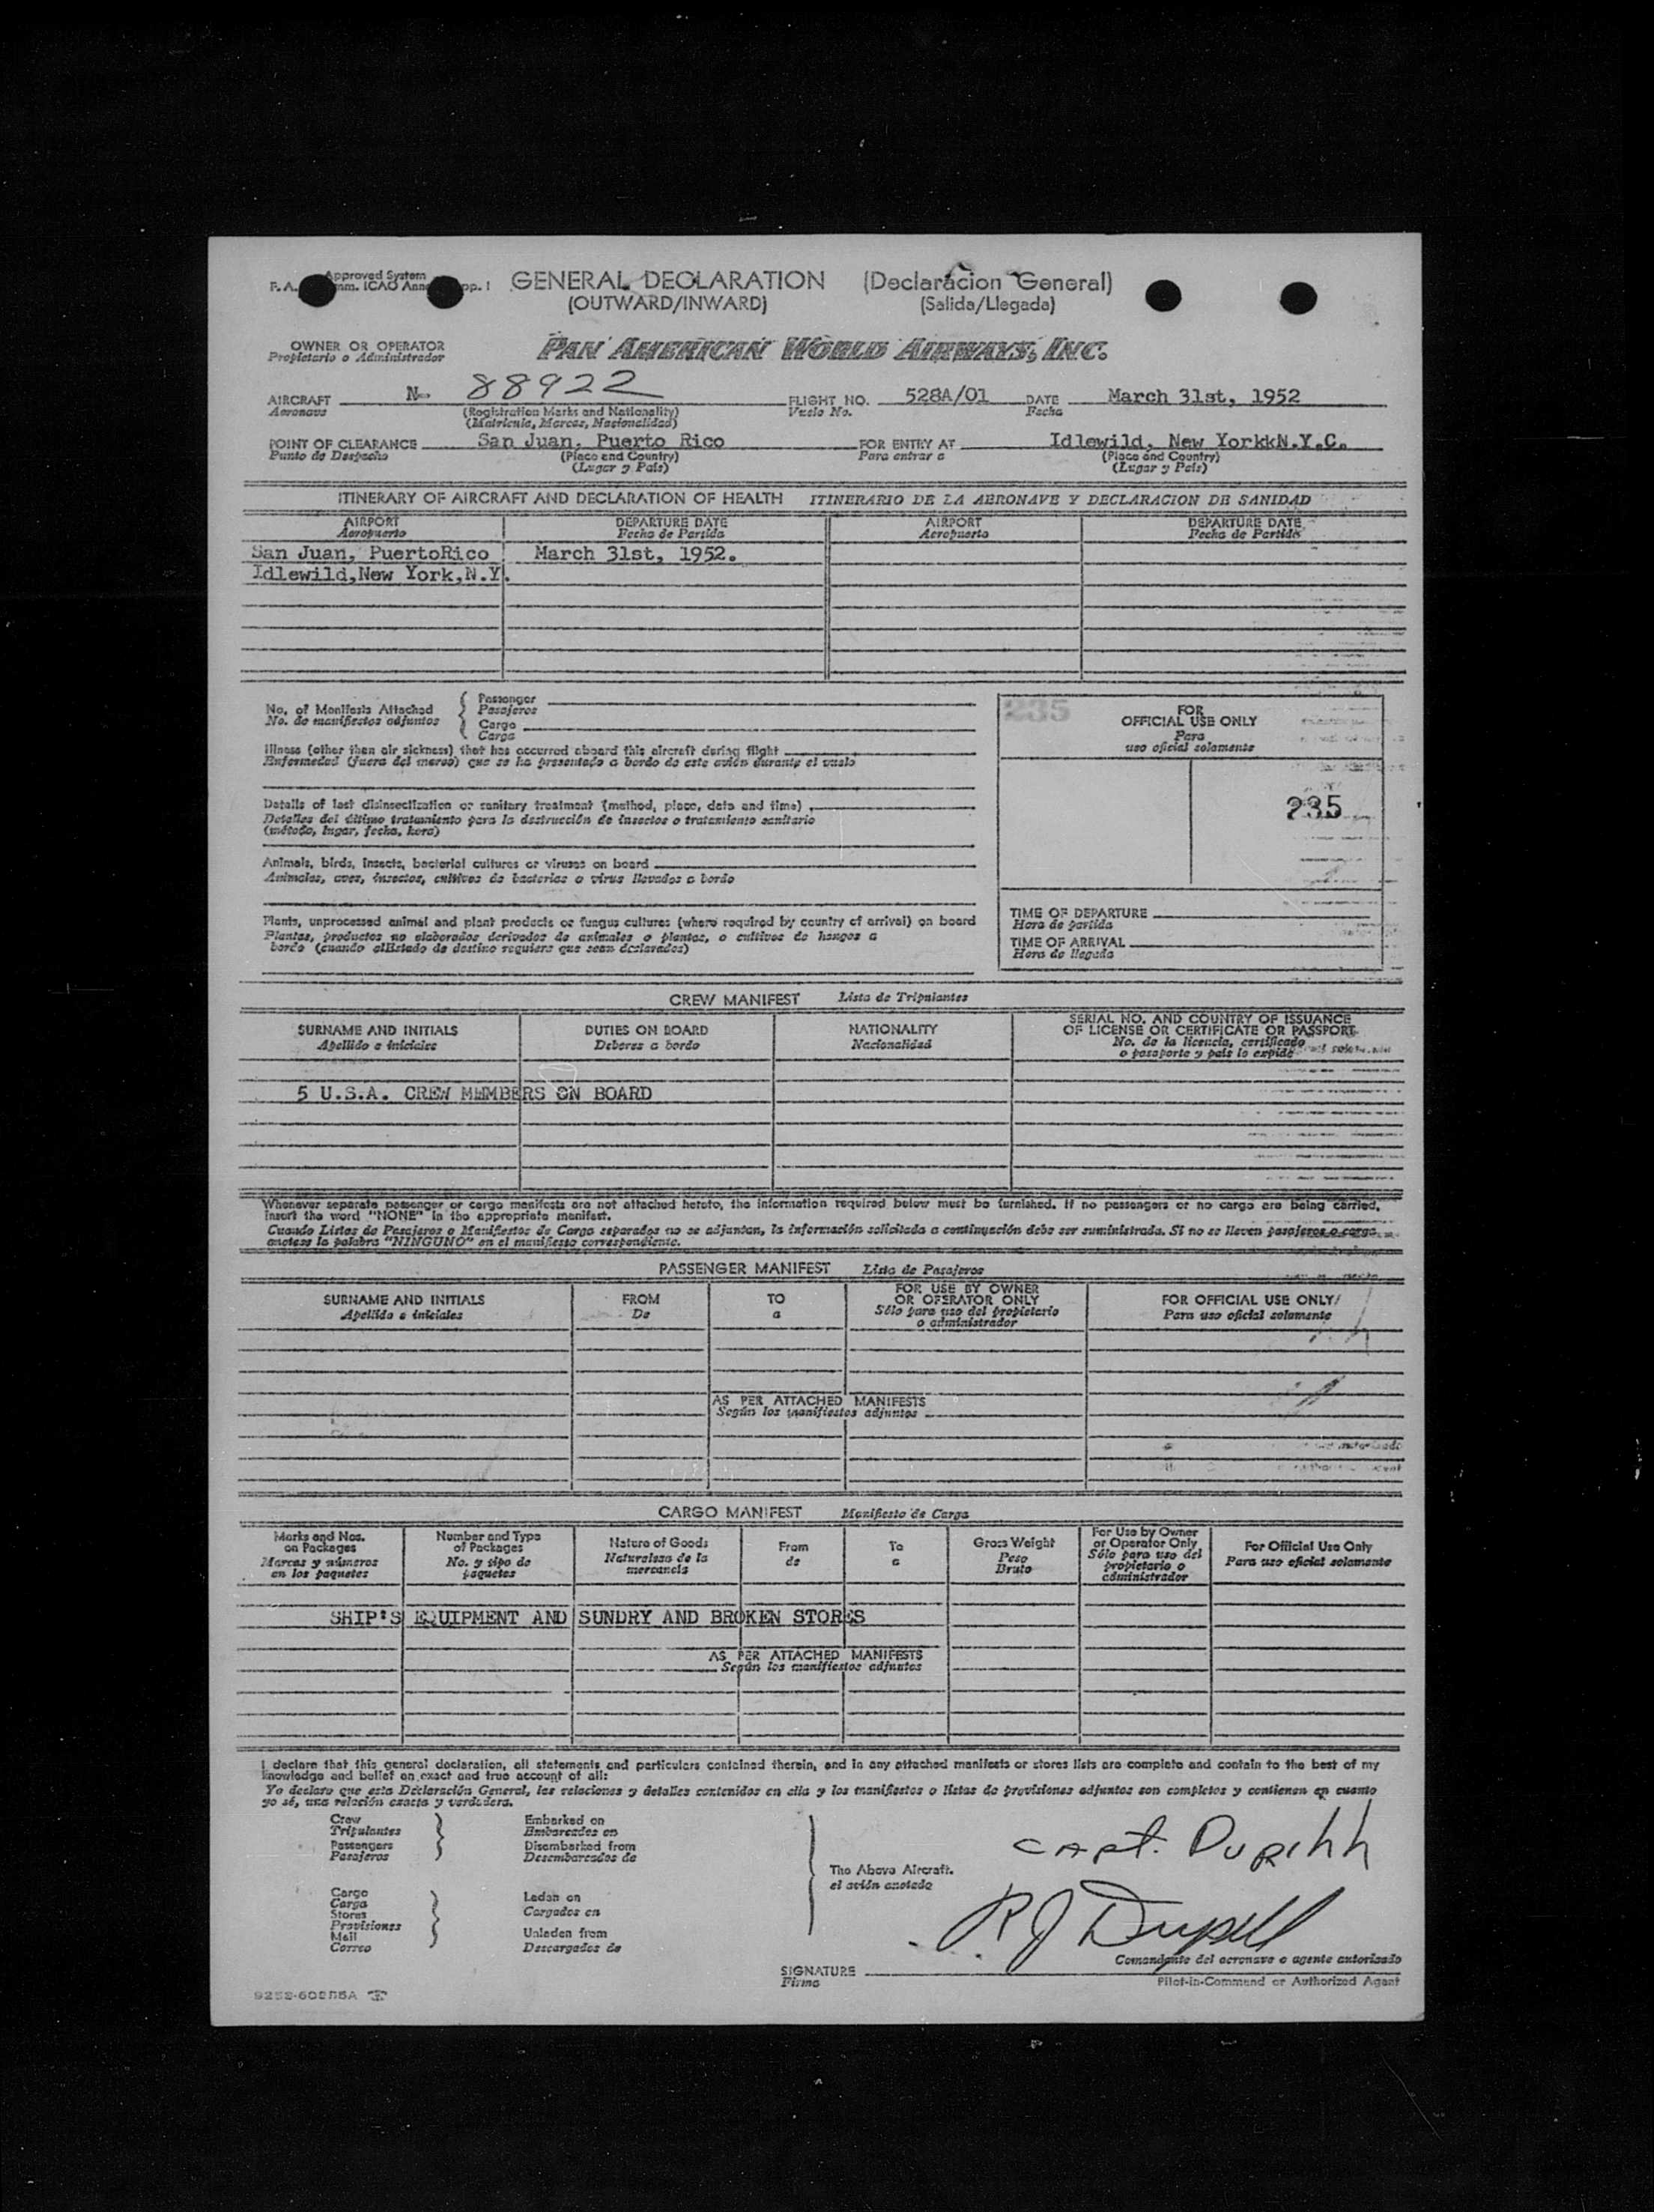 Approved System
F. A. mm. ICAO Anne pp. I
GENERAL DECLARATION (Declaracion General)
(OUTWARD/INWARD) (Salida/Llegada)
OWNER OR OPERATOR
Propietario o Administrador
PAN AMERICAN WORLD AIRWAYS, INC.
AIRCRAFT N- 88922 FLIGHT NO. 528A/01 DATE March 31st, 1952
Aeronave (Registration Marks and Nationality) Vuelo No. Fecha
(Matricula, Marcas, Nacionalidad)
POINT OF CLEARANCE San Juan, Puerto Rico FOR ENTRY AT Idlewild, New YorkkN.Y.C.
Punto de Despacho (Place and Country) Para entrar a (Place and Country)
(Lugar y País) (Lugar y País)
ITINERARY OF AIRCRAFT AND DECLARATION OF HEALTH ITINERARIO DE LA AERONAVE Y DECLARACION DE SANIDAD
AIRPORT DEPARTURE DATE AIRPORT DEPARTURE DATE
Aeropuerto Fecha de Partida Aeropuerto Fecha de Partida
San Juan, PuertoRico March 31st, 1952.
Idlewild,New York,N.Y.
No. of Manifests Attached
No. de manifiestos adjuntos
Passenger
Pasajeros
Cargo
Carga
Illness (other than air sickness) that has occurred aboard this aircraft during flight
Enfermedad (fuera del mareo) que se ha presentado a bordo de este avión durante el vuelo
Details of last disinsectization or sanitary treatment (method, place, date and time)
Detalles del último tratamiento para la destrucción de insectos o tratamiento sanitario
(método, lugar, fecha, hora)
Animals, birds, insects, bacterial cultures or viruses on board
Animales, aves, insectos, cultivos de bacterias o virus llevados a bordo
Plants, unprocessed animal and plant products or fungus cultures (where required by country of arrival) on board
Plantas, productos no elaborados derivados de animales o plantas, o cultivos de hongos a
bordo (cuando elEstado de destino requiera que sean declarados)
235
FOR
OFFICIAL USE ONLY
Para
uso oficial solamente
235
TIME OF DEPARTURE
Hora de partida
TIME OF ARRIVAL
Hora de llegada
CREW MANIFEST Lista de Tripulantes
SURNAME AND INITIALS DUTIES ON BOARD NATIONALITY SERIAL NO. AND COUNTRY OF ISSUANCE
OF LICENSE OR CERTIFICATE OR PASSPORT
Apellido e iniciales Deberes a bordo Nacionalidad No. de la licencia, certificado
o pasaporte y país lo expide
5 U.S.A. CREW MEMBERS ON BOARD
Whenever separate passenger or cargo manifests are not attached hereto, the information required below must be furnished. If no passengers or no cargo are being carried,
insert the word "NONE" in the appropriate manifest.
Cuando Listas de Pasajeros o Manifiestos de Carga separados no se adjuntan, la información solicitada a continuación debe ser suministrada. Si no se lleven pasajeros o carga
anotese la palabra "NINGUNO" en el manifiesto correspondiente.
PASSENGER MANIFEST Lista de Pasajeros
SURNAME AND INITIALS FROM TO FOR USE BY OWNER
OR OPERATOR ONLY FOR OFFICIAL USE ONLY
Apellido e iniciales De a Sólo para uso del propietario
o administrador Para uso oficial solamente
AS PER ATTACHED MANIFESTS
Según los manifiestos adjuntos
CARGO MANIFEST Manifiesto de Carga
Marks and Nos.
on Packages
Marcas y números
en los paquetes
Number and Type
of Packages
No. y tipo de
paquetes
Nature of Goods
Naturaleza de la
mercancía
From
de
To
a
Gross Weight
Peso
Bruto
For Use by Owner
or Operator Only
Sólo para uso del
propietario o
administrador
For Official Use Only
Para uso oficial solamente
SHIP'S EQUIPMENT AND SUNDRY AND BROKEN STORES
AS PER ATTACHED MANIFESTS
Según los manifiestos adjuntos
I declare that this general declaration, all statements and particulars contained therein, and in any attached manifests or stores lists are complete and contain to the best of my
knowledge and belief an exact and true account of all:
Yo declaro que esta Declaración General, las relaciones y detalles contenidos en ella y los manifiestos o listas de provisiones adjuntos son completos y contienen en cuanto
yo sé, una relación exacta y verdadera.
Crew
Tripulantes
Passengers
Pasajeros
Embarked on
Embarcados en
Disembarked from
Desembarcados de
Cargo
Carga
Stores
Provisiones
Mail
Correo
Laden on
Cargados en
Unladen from
Descargados de
The Above Aircraft.
el avión anotado
Capt.
R J
Comandante del aeronave o agente autorizado
SIGNATURE
Firma
Pilot-in-Command or Authorized Agent